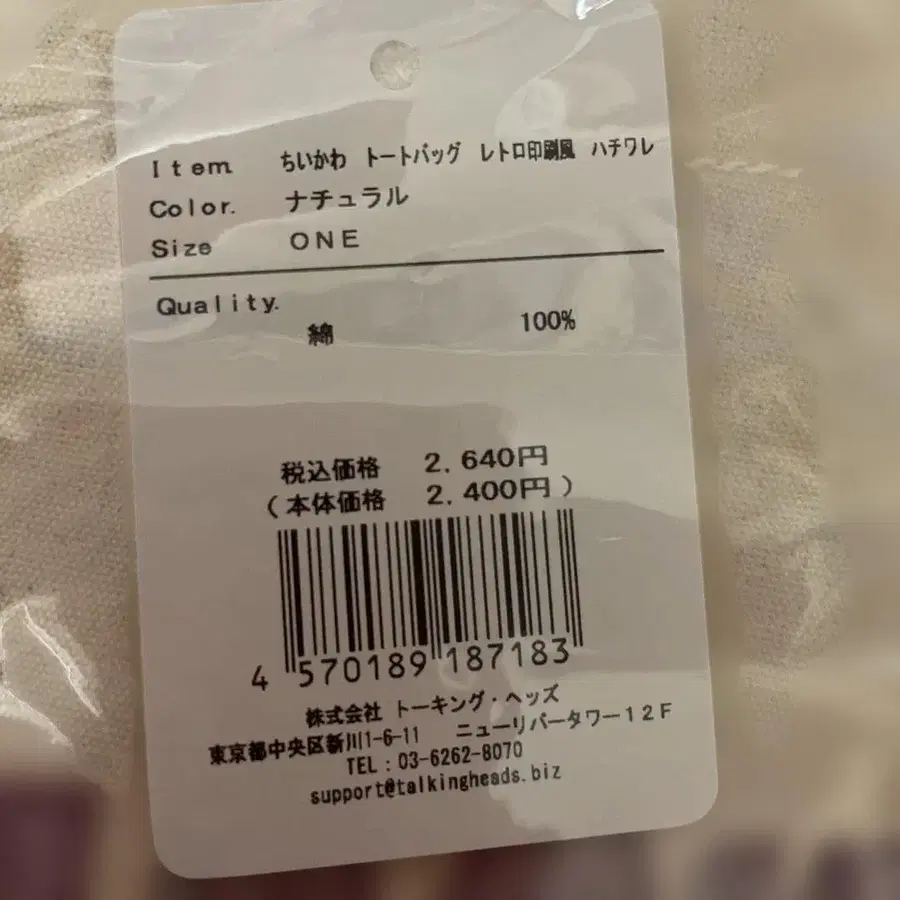 Item ちいかわ トートバッグ レトロ印刷風 ハチワレ
Color. ナチュラル
Size ONE
Quality.
綿 100%
税込価格 2,640円
(本体価格 2,400円)
4 570189 187183
株式会社 トーキング・ヘッズ
東京都中央区新川1-6-11 ニューリバータワー12F
TEL:03-6262-8070
support@talkingheads.biz